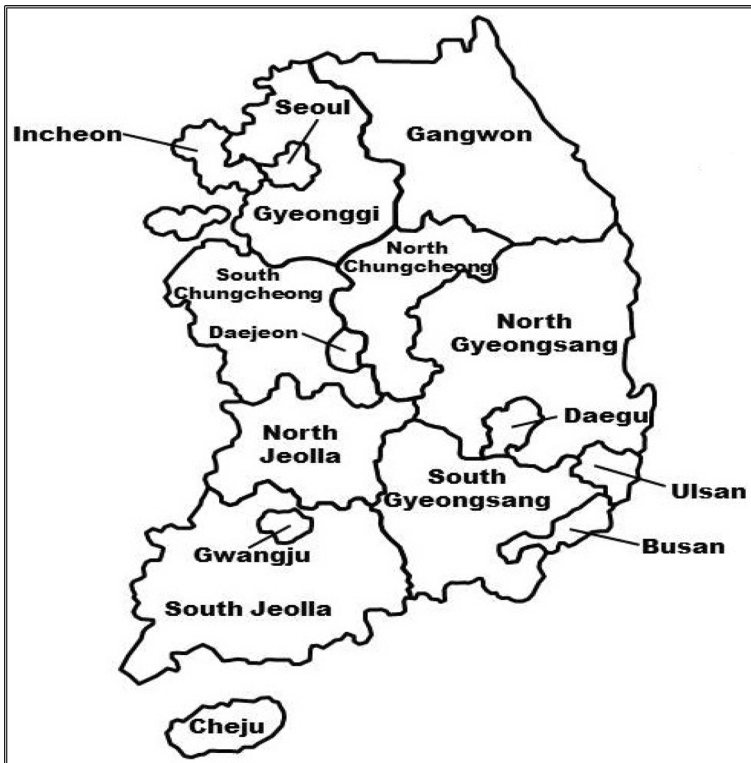 Seoul
Incheon
Gangwon
Gyeonggi
North
Chungcheong
South
Chungcheong
Daejeon
North
Gyeongsang
Daegu
North
Jeolla
South
Gyeongsang
Ulsan
Busan
Gwangju
South Jeolla
Cheju